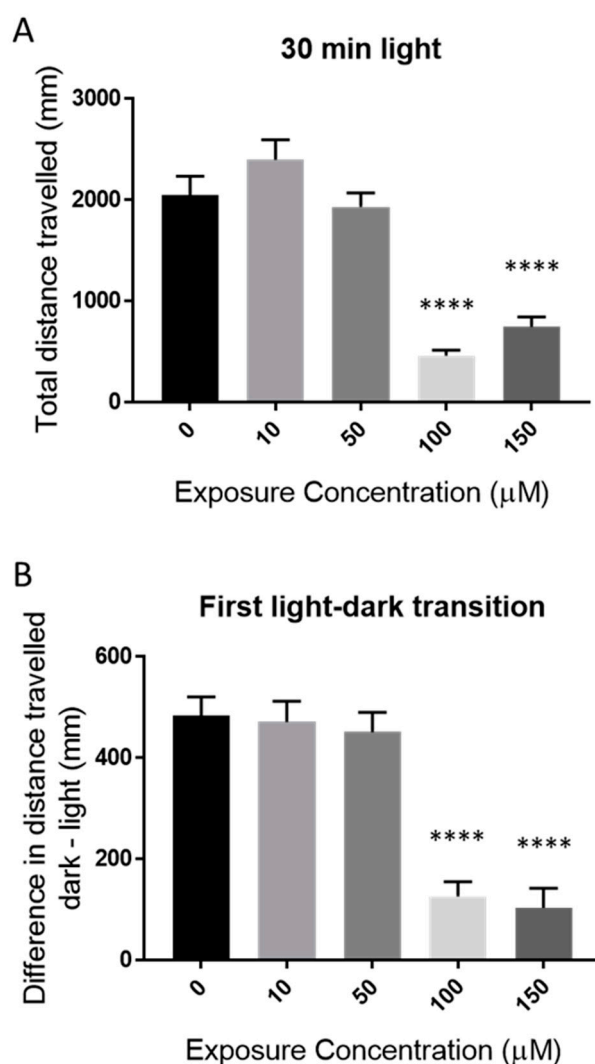 A
30 min light
Total distance travelled (mm)
3000
2000
1000
0
****
****
0
10
50
100
150
Exposure Concentration (μM)
B
First light-dark transition
Difference in distance travelled
dark - light (mm)
600
400
200
0
****
****
0
10
50
100
150
Exposure Concentration (μM)